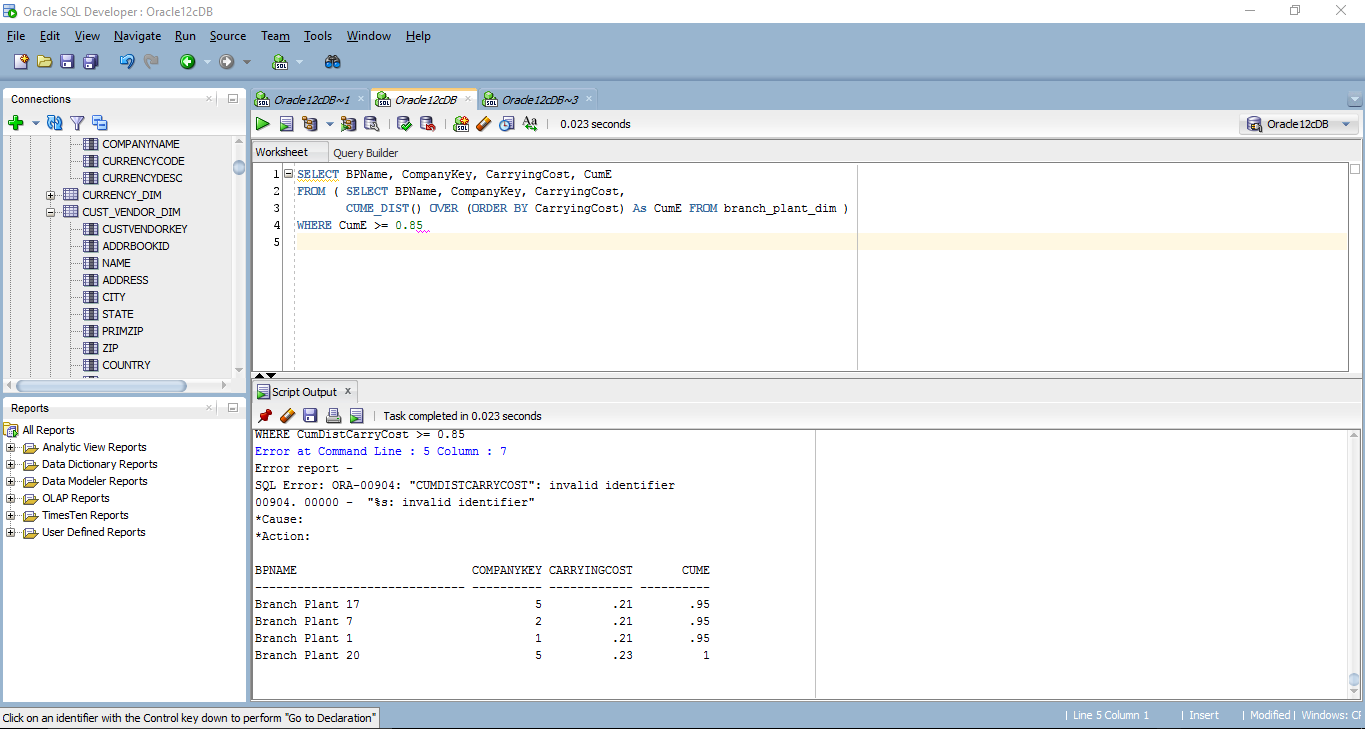 Oracle SQL Developer : Oracle12cDB
File Edit View Navigate Run Source Team Tools Window Help
Connections
COMPANYNAME
CURRENCYCODE
CURRENCYDESC
CURRENCY_DIM
CUST_VENDOR_DIM
CUSTVENDORKEY
ADDRBOOKID
NAME
ADDRESS
CITY
STATE
PRIMZIP
ZIP
COUNTRY
Reports
All Reports
Analytic View Reports
Data Dictionary Reports
Data Modeler Reports
OLAP Reports
TimesTen Reports
User Defined Reports
Oracle12cDB~1 Oracle12cDB Oracle12cDB~3
0.023 seconds Oracle12cDB
Worksheet Query Builder
1 SELECT BPName, CompanyKey, CarryingCost, CumE
2 FROM ( SELECT BPName, CompanyKey, CarryingCost,
3 CUME_DIST() OVER (ORDER BY CarryingCost) As CumE FROM branch_plant_dim )
4 WHERE CumE >= 0.85
5
Script Output
Task completed in 0.023 seconds
WHERE CumDistCarryCost >= 0.85
Error at Command Line : 5 Column : 7
Error report -
SQL Error: ORA-00904: "CUMDISTCARRYCOST": invalid identifier
00904. 00000 - "%s: invalid identifier"
*Cause:
*Action:
BPNAME COMPANYKEY CARRYINGCOST CUME
------------------------------ ---------- ------------ ----------
Branch Plant 17 5 .21 .95
Branch Plant 7 2 .21 .95
Branch Plant 1 1 .21 .95
Branch Plant 20 5 .23 1
Click on an identifier with the Control key down to perform "Go to Declaration" | Line 5 Column 1 | Insert | Modified | Windows: CF